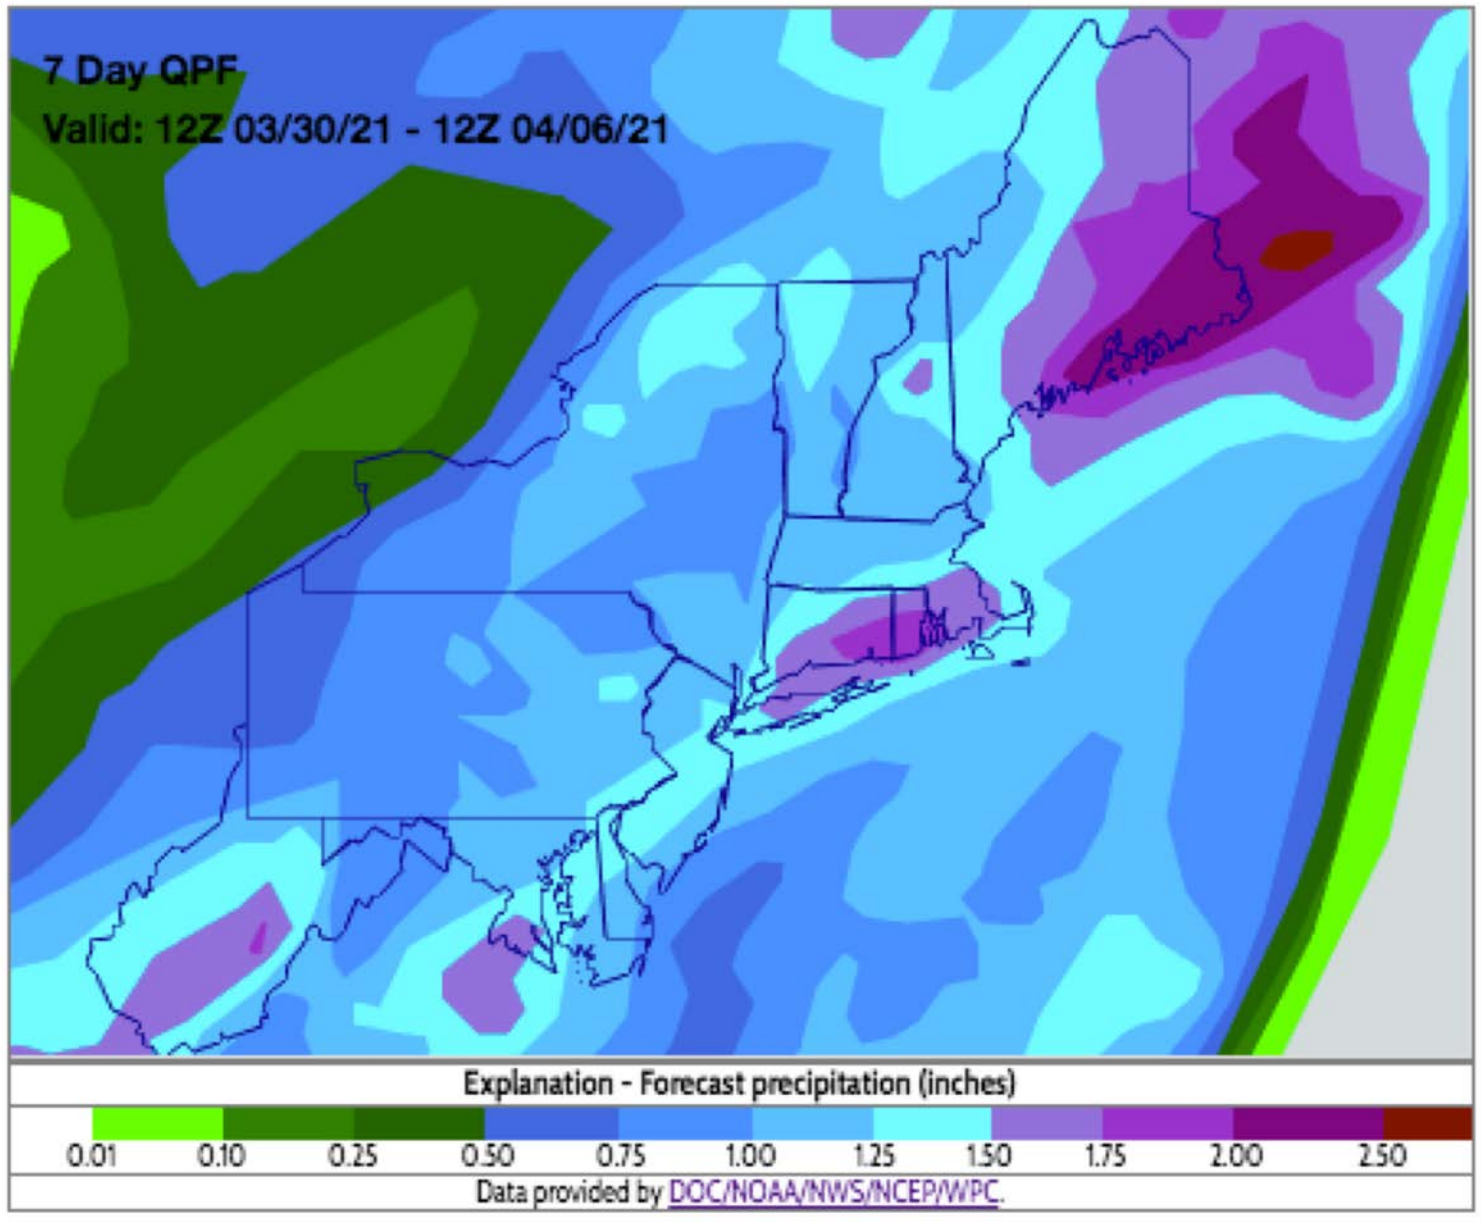 7 Day QPF
Valid: 12Z 03/30/21 - 12Z 04/06/21
Explanation - Forecast precipitation (inches)
0.01 0.10 0.25 0.50 0.75 1.00 1.25 1.50 1.75 2.00 2.50
Data provided by DOC/NOAA/NWS/NCEP/WPC.